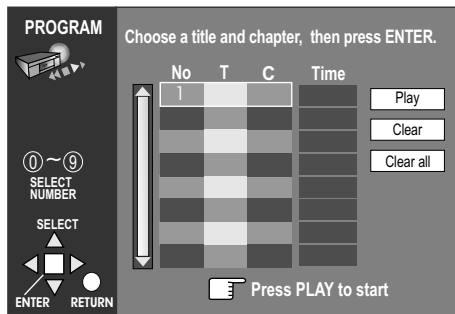 PROGRAM
Choose a title and chapter, then press ENTER.
No T C Time
1
Play
Clear
Clear all
0~9
SELECT
NUMBER
SELECT
ENTER RETURN
Press PLAY to start